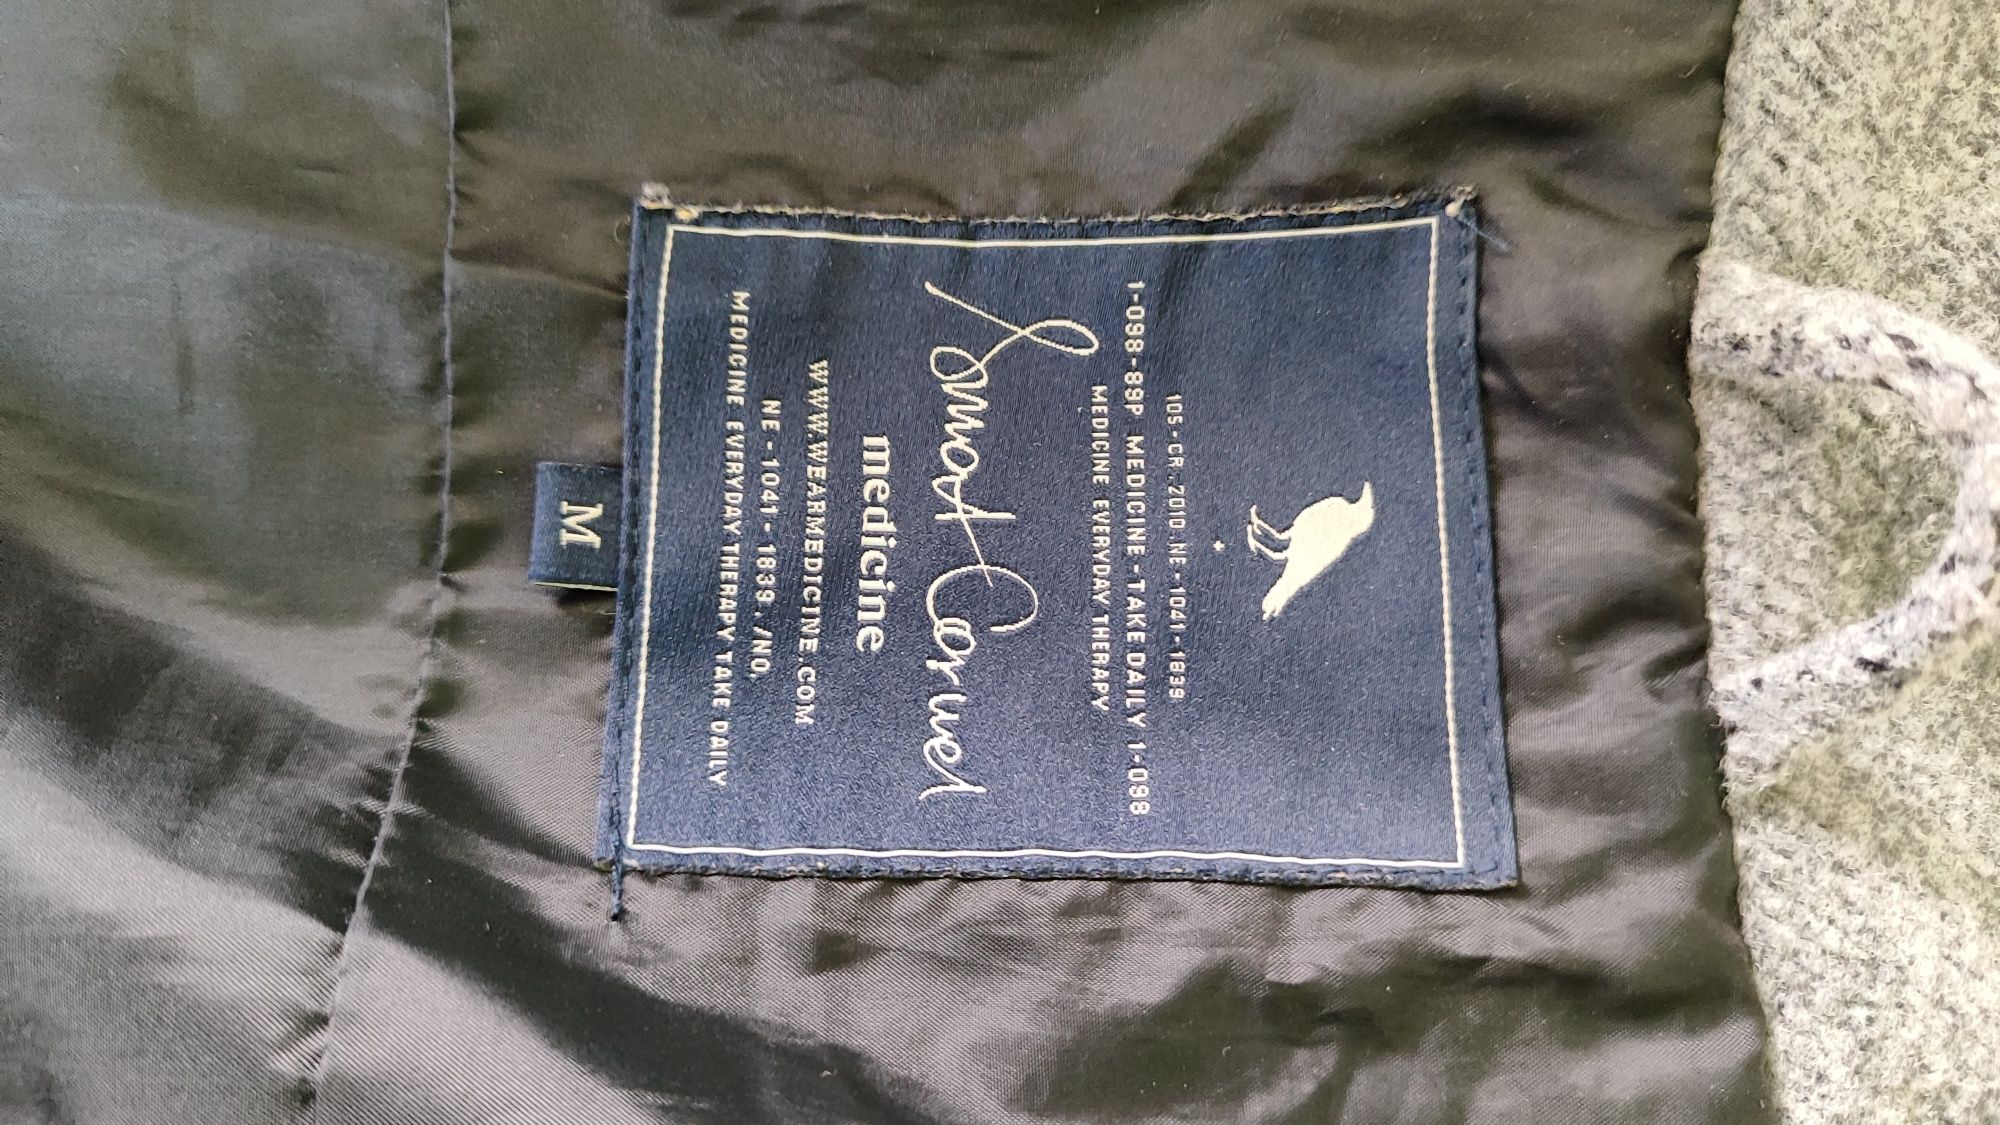 105-CR.2010.NE-1041-1839
1-098-89P MEDICINE-TAKE DAILY 1-098
MEDICINE EVERYDAY THERAPY
Smart Corvet
medicine
WWW.WEARMEDICINE.COM
NE-1041-1839./NO.
MEDICINE EVERYDAY THERAPY TAKE DAILY
M